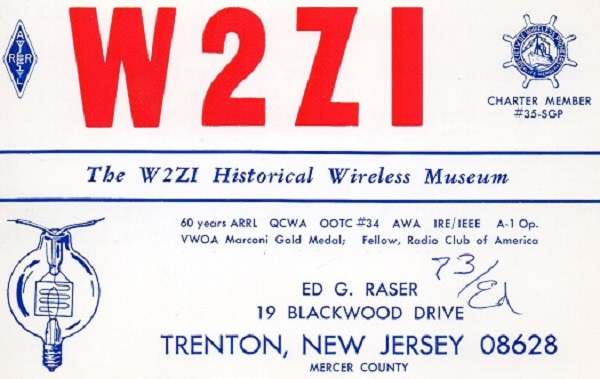 W2ZI
ARRL
CHARTER MEMBER
#35-SGP
The W2ZI Historical Wireless Museum
60 years ARRL QCWA OOTC #34 AWA IRE/IEEE A-1 Op.
VWOA Marconi Gold Medal; Fellow, Radio Club of America
73/Ed
ED G. RASER
19 BLACKWOOD DRIVE
TRENTON, NEW JERSEY 08628
MERCER COUNTY